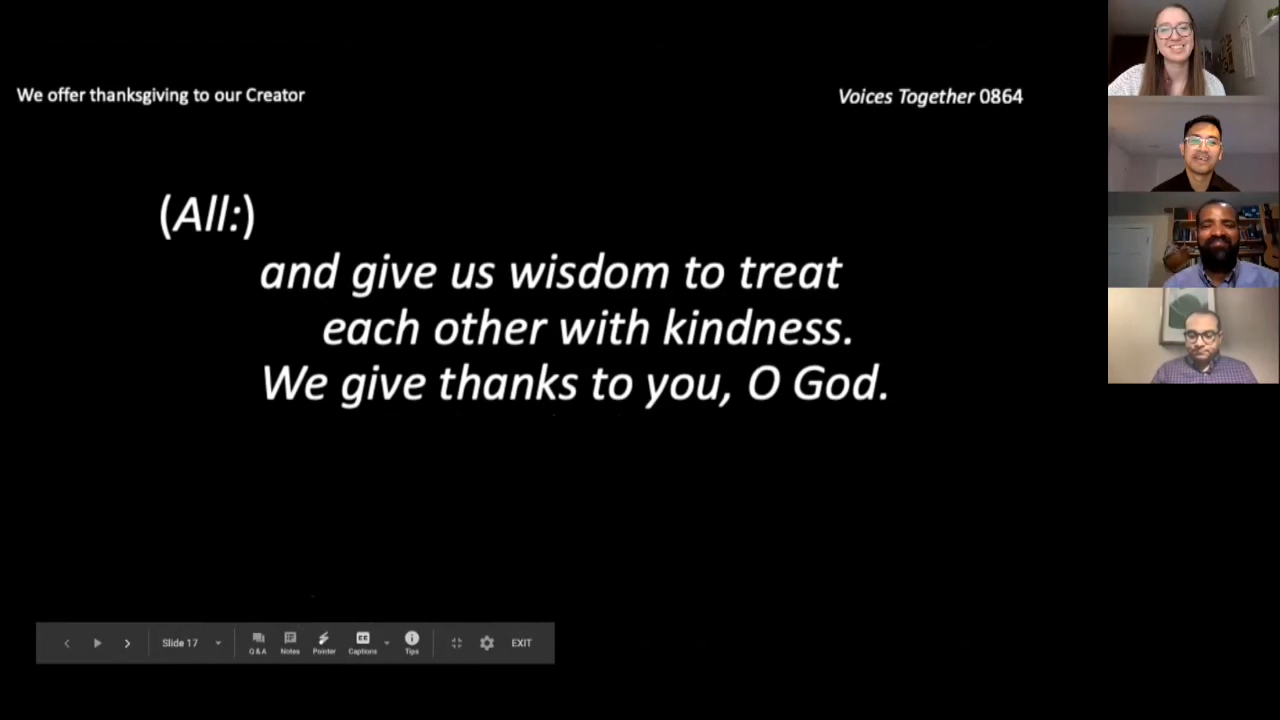 We offer thanksgiving to our Creator
Voices Together 0864
(All:)
and give us wisdom to treat
each other with kindness.
We give thanks to you, O God.
Slide 17
Q & A
Notes
Pointer
CC
Captions
Tips
EXIT